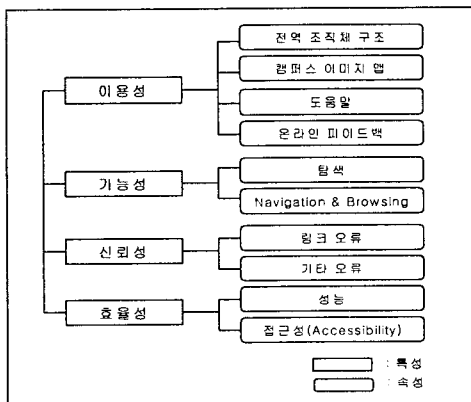 전역 조직체 구조
캠퍼스 이미지 맵
이용성
도움말
온라인 피이드백
가능성
탐색
Navigation & Browsing
신뢰성
링크 오류
기타 오류
효율성
성능
접근성(Accessibility)
: 특성
: 속성